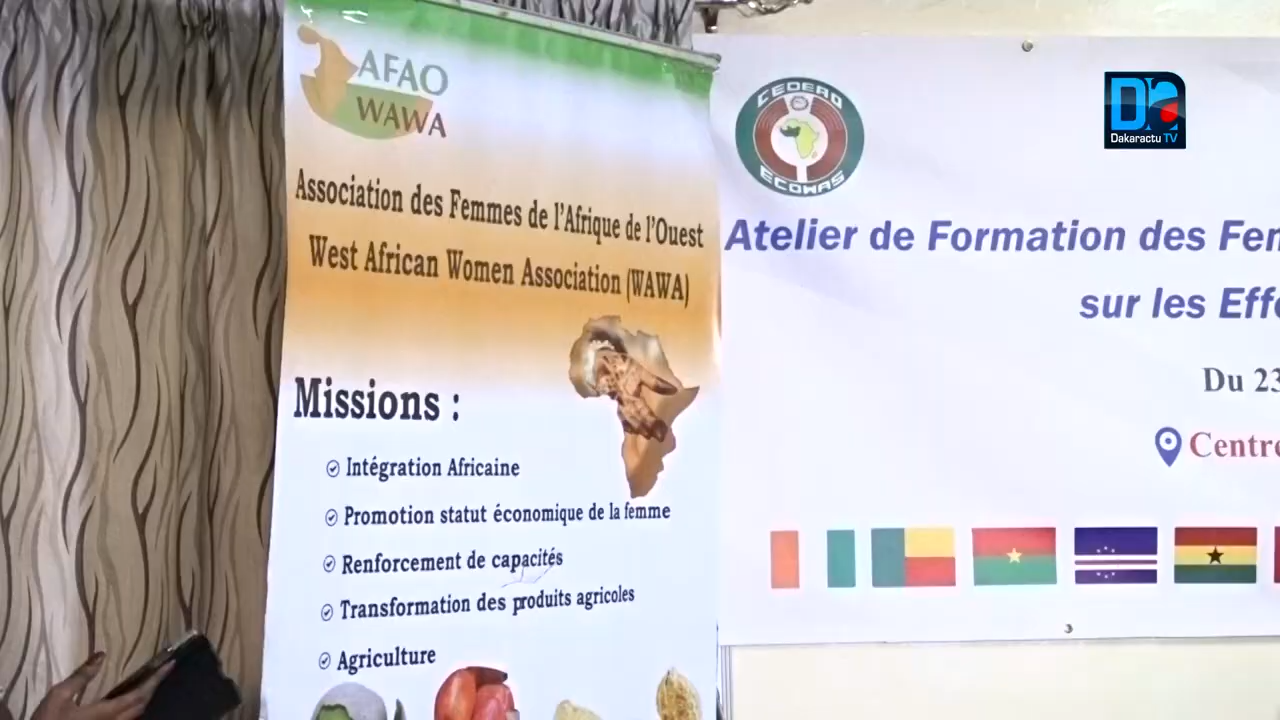 AFAO
WAWA
Association des Femmes de l'Afrique de l'Ouest
West African Women Association (WAWA)
Missions :
Intégration Africaine
Promotion statut économique de la femme
Renforcement de capacités
Transformation des produits agricoles
Agriculture
CEDEAO
ECOWAS
Atelier de Formation des
sur les
Du 23
Centre
Da
Dakaractu TV